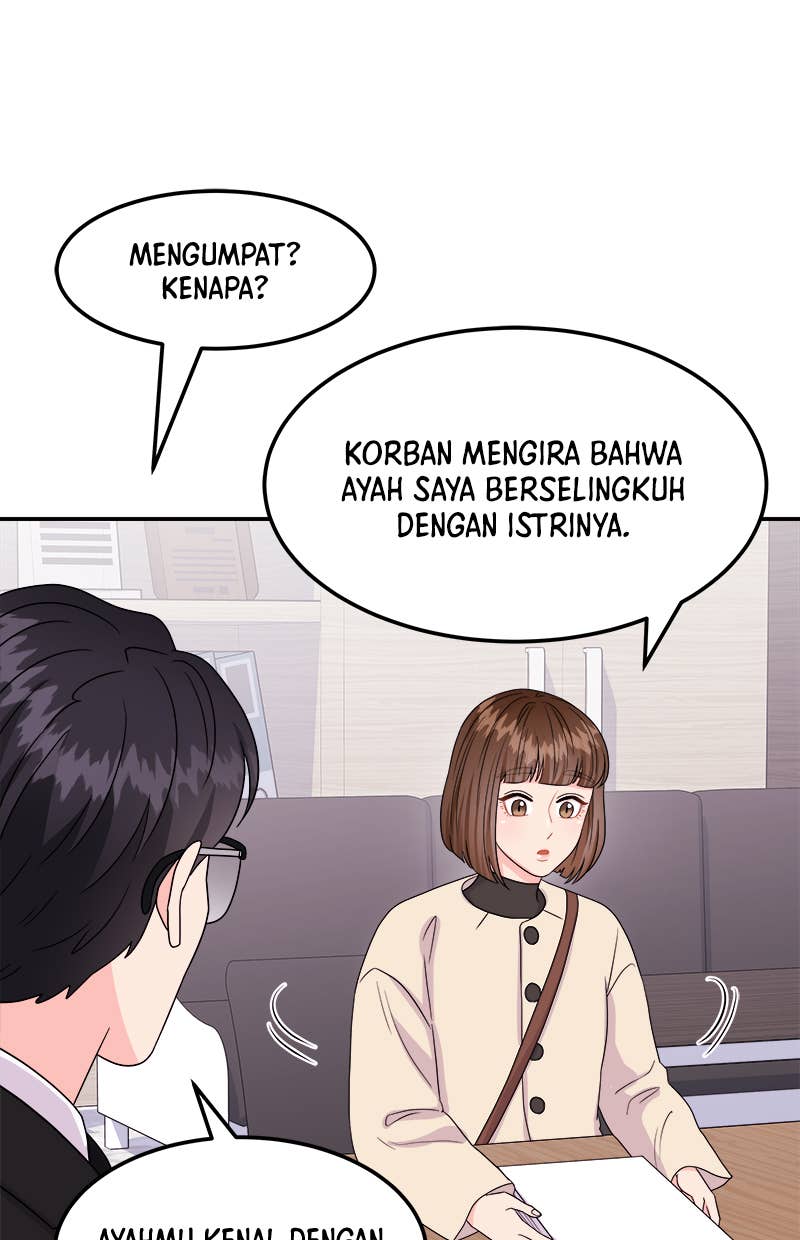 MENGUMPAT?
KENAPA?
KORBAN MENGIRA BAHWA
AYAH SAYA BERSELINGKUH
DENGAN ISTRINYA.
AYAHMU KENAL DENGAN